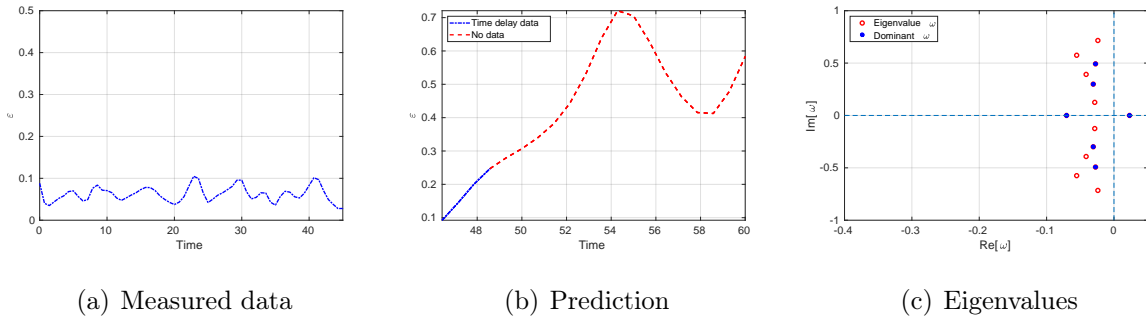 0.5
0.4
0.3
0.2
0.1
0
0
10
20
30
40
ε
Time
(a) Measured data
Time delay data
No data
0.7
0.6
0.5
0.4
0.3
0.2
0.1
48
50
52
54
56
58
60
ε
Time
(b) Prediction
Eigenvalue ω
Dominant ω
1
0.5
0
-0.5
-1
-0.4
-0.3
-0.2
-0.1
0
Im[ω]
Re[ω]
(c) Eigenvalues